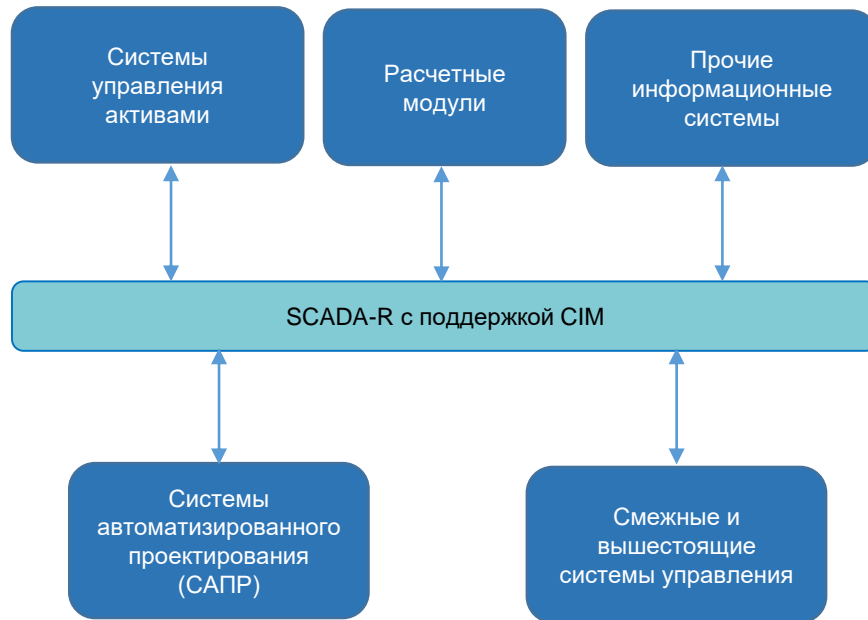 Системы
управления
активами
Расчетные
модули
Прочие
информационные
системы
SCADA-R с поддержкой CIM
Системы
автоматизированного
проектирования
(САПР)
Смежные и
вышестоящие
системы управления